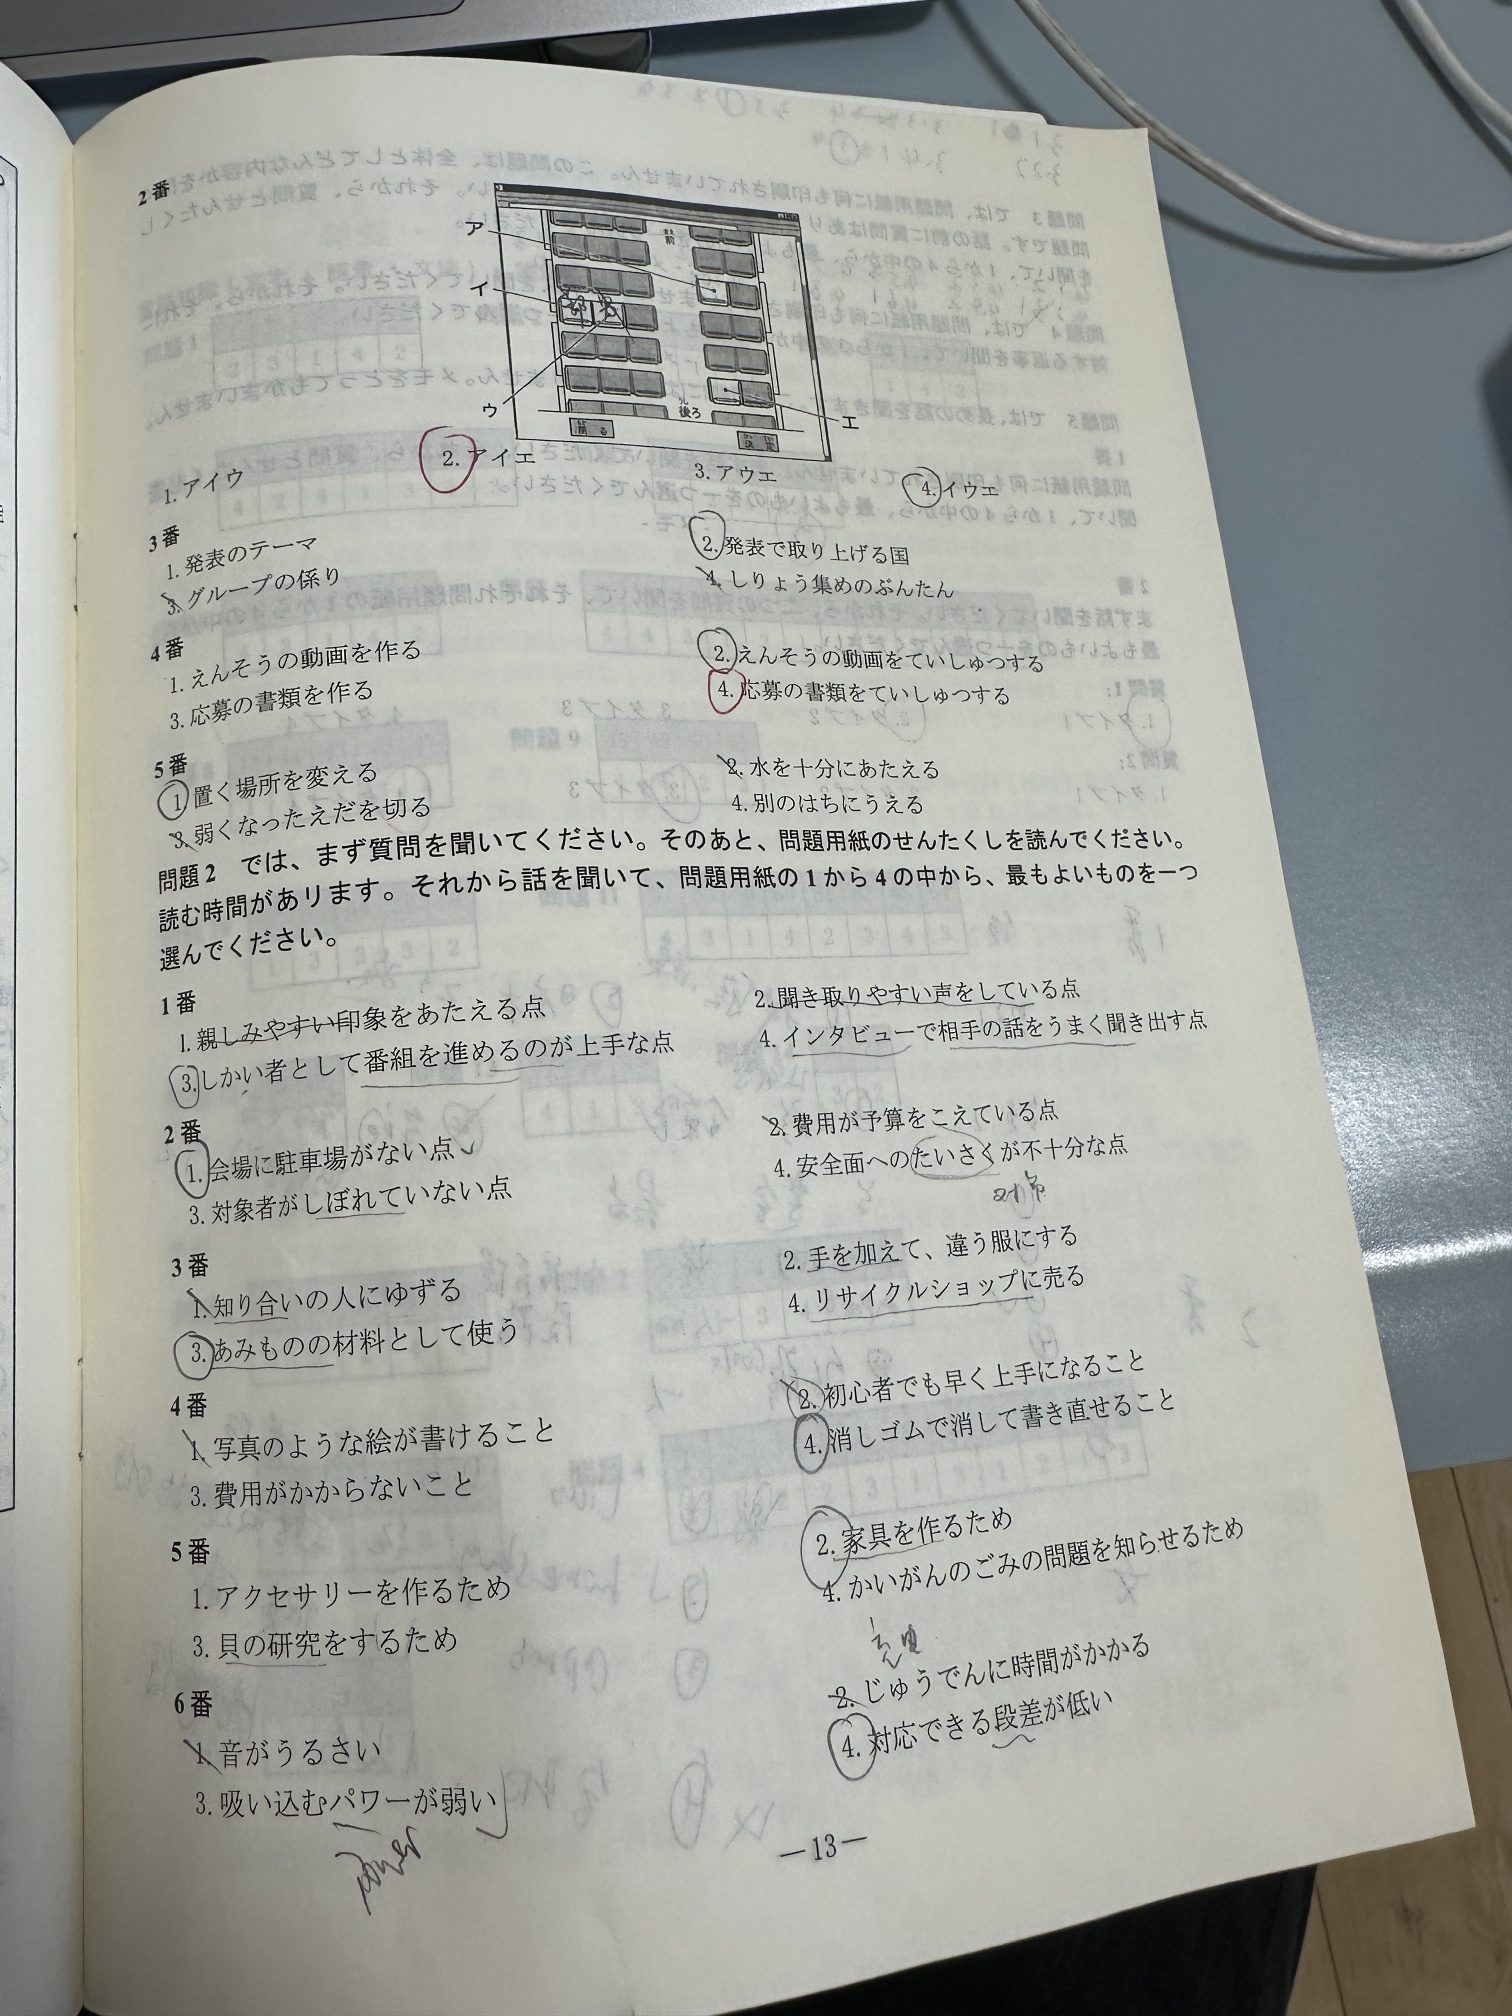 2番
ア
イ
ウ
エ
前
後ろ
戻る
1. アイウ
2. アイエ
3. アウエ
4. イウエ
3番
1. 発表のテーマ
2. 発表で取り上げる国
3. グループの係り
4. しりょう集めのぶんたん
4番
1. えんそうの動画を作る
2. えんそうの動画をていしゅつする
3. 応募の書類を作る
4. 応募の書類をていしゅつする
5番
1 置く場所を変える
2. 水を十分にあたえる
3. 弱くなったえだを切る
4. 別のはちにうえる
問題2 では、まず質問を聞いてください。そのあと、問題用紙のせんたくしを読んでください。
読む時間があります。それから話を聞いて、問題用紙の1から4の中から、最もよいものを一つ
選んでください。
1番
1. 親しみやすい印象をあたえる点
2. 聞き取りやすい声をしている点
3. しかい者として番組を進めるのが上手な点
4. インタビューで相手の話をうまく聞き出す点
2番
1. 会場に駐車場がない点
2. 費用が予算をこえている点
3. 対象者がしぼれていない点
4. 安全面へのたいさくが不十分な点
3番
1. 知り合いの人にゆずる
2. 手を加えて、違う服にする
3. あみものの材料として使う
4. リサイクルショップに売る
4番
1. 写真のような絵が書けること
2. 初心者でも早く上手になること
3. 費用がかからないこと
4. 消しゴムで消して書き直せること
5番
1. アクセサリーを作るため
2. 家具を作るため
3. 貝の研究をするため
4. かいがんのごみの問題を知らせるため
6番
1. 音がうるさい
2. じゅうでんに時間がかかる
3. 吸い込むパワーが弱い
4. 対応できる段差が低い
—13—